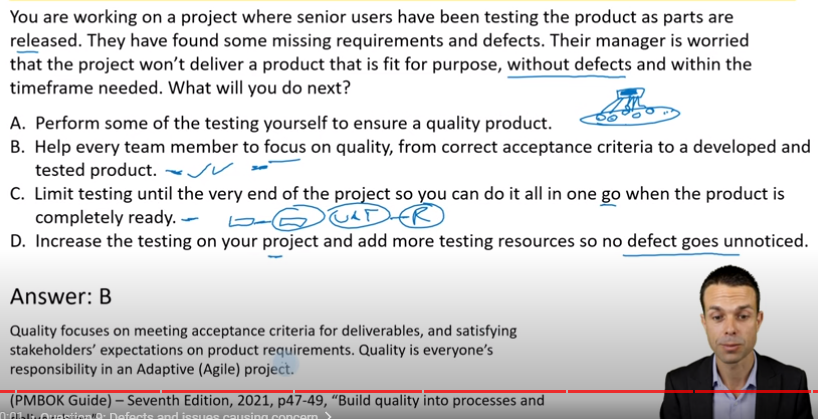 You are working on a project where senior users have been testing the product as parts are
released. They have found some missing requirements and defects. Their manager is worried
that the project won't deliver a product that is fit for purpose, without defects and within the
timeframe needed. What will you do next?
A. Perform some of the testing yourself to ensure a quality product.
B. Help every team member to focus on quality, from correct acceptance criteria to a developed and
tested product.
C. Limit testing until the very end of the project so you can do it all in one go when the product is
completely ready.
UAT R
D. Increase the testing on your project and add more testing resources so no defect goes unnoticed.
Answer: B
Quality focuses on meeting acceptance criteria for deliverables, and satisfying
stakeholders' expectations on product requirements. Quality is everyone's
responsibility in an Adaptive (Agile) project.
(PMBOK Guide) – Seventh Edition, 2021, p47-49, "Build quality into processes and
Question 9: Defects and issues causing concern